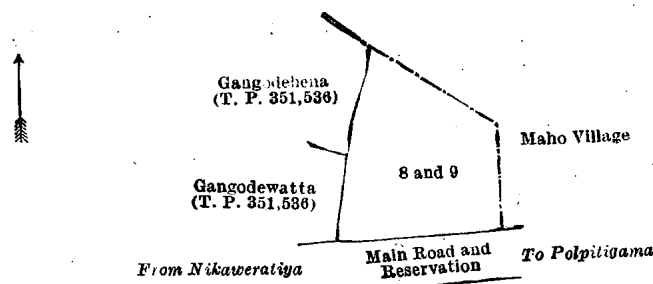 Gangodehena
(T. P. 351,536)
Maho Village
8 and 9
Gangodewatta
(T. P. 351,536)
Main Road and
Reservation
From Nikaweratiya
To Polpitigama